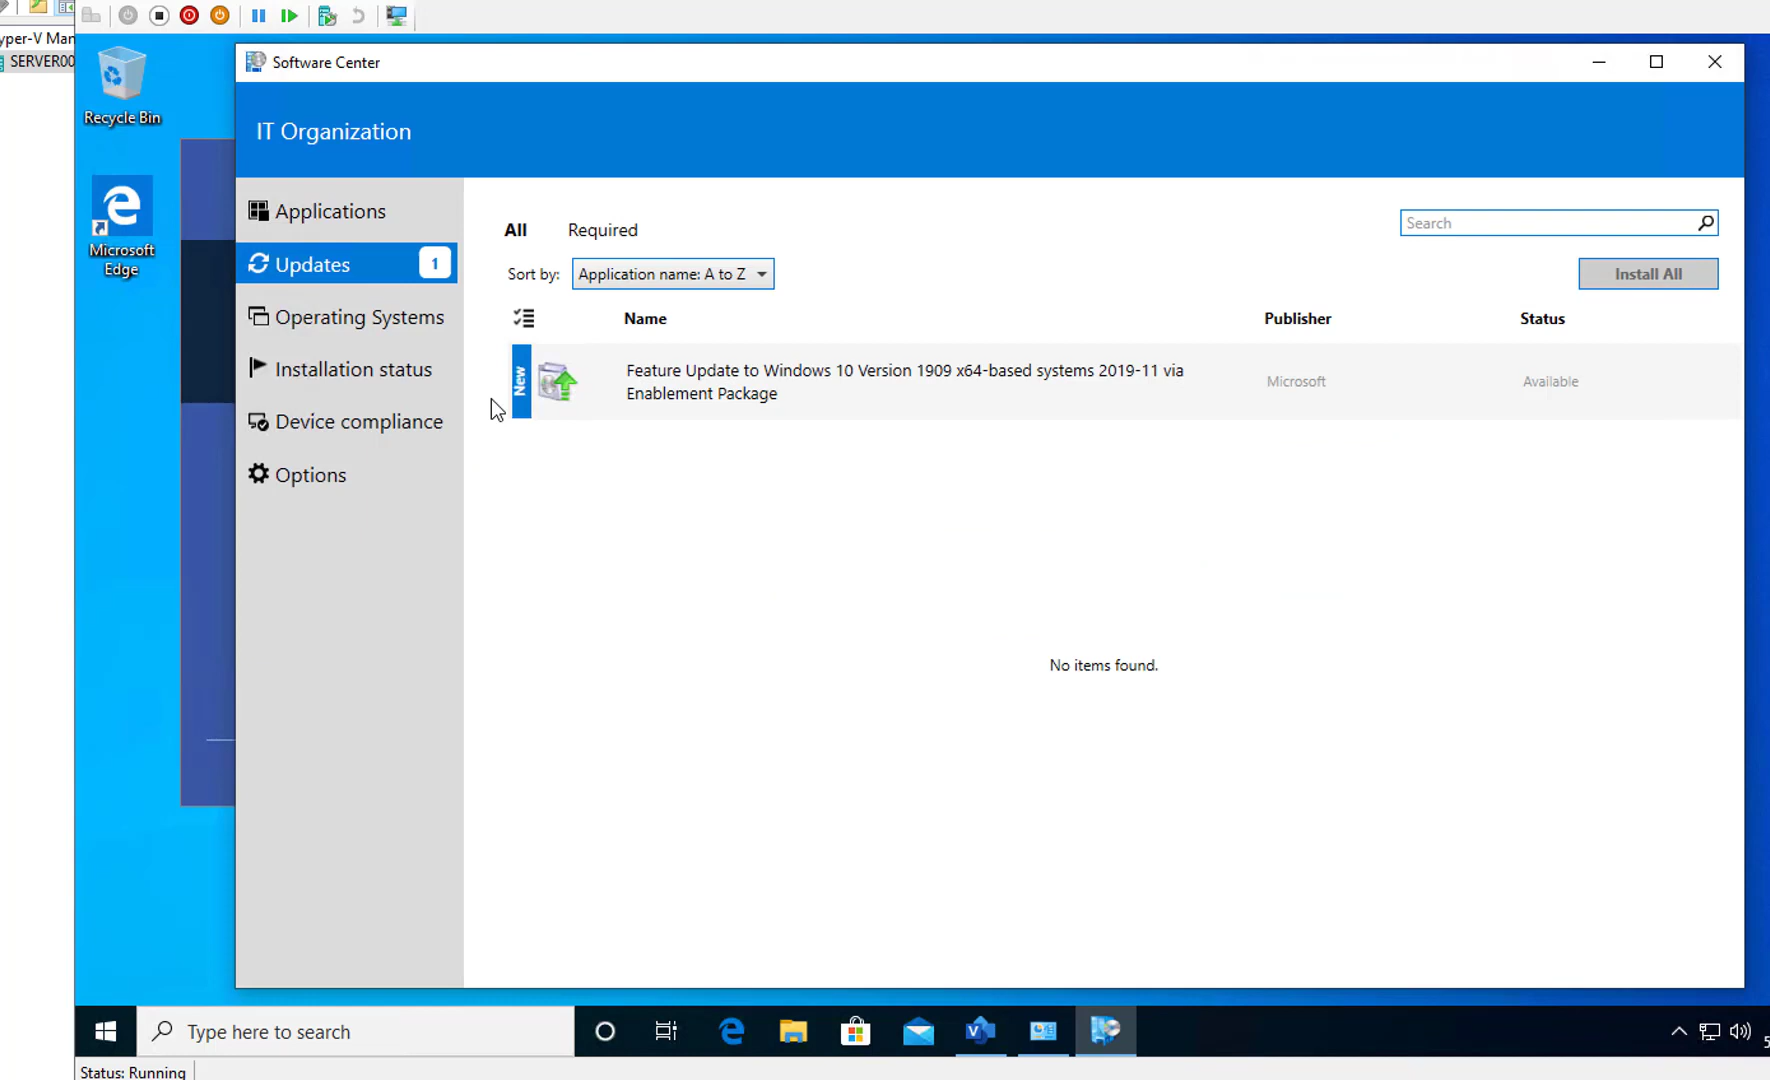 yper-V Man
SERVER00
Recycle Bin
Microsoft
Edge
Software Center
IT Organization
Applications
Updates
1
Operating Systems
Installation status
Device compliance
Options
All
Required
Search
Sort by:
Application name: A to Z
Install All
Name
Publisher
Status
New
Feature Update to Windows 10 Version 1909 x64-based systems 2019-11 via
Enablement Package
Microsoft
Available
No items found.
Type here to search
5
Status: Running